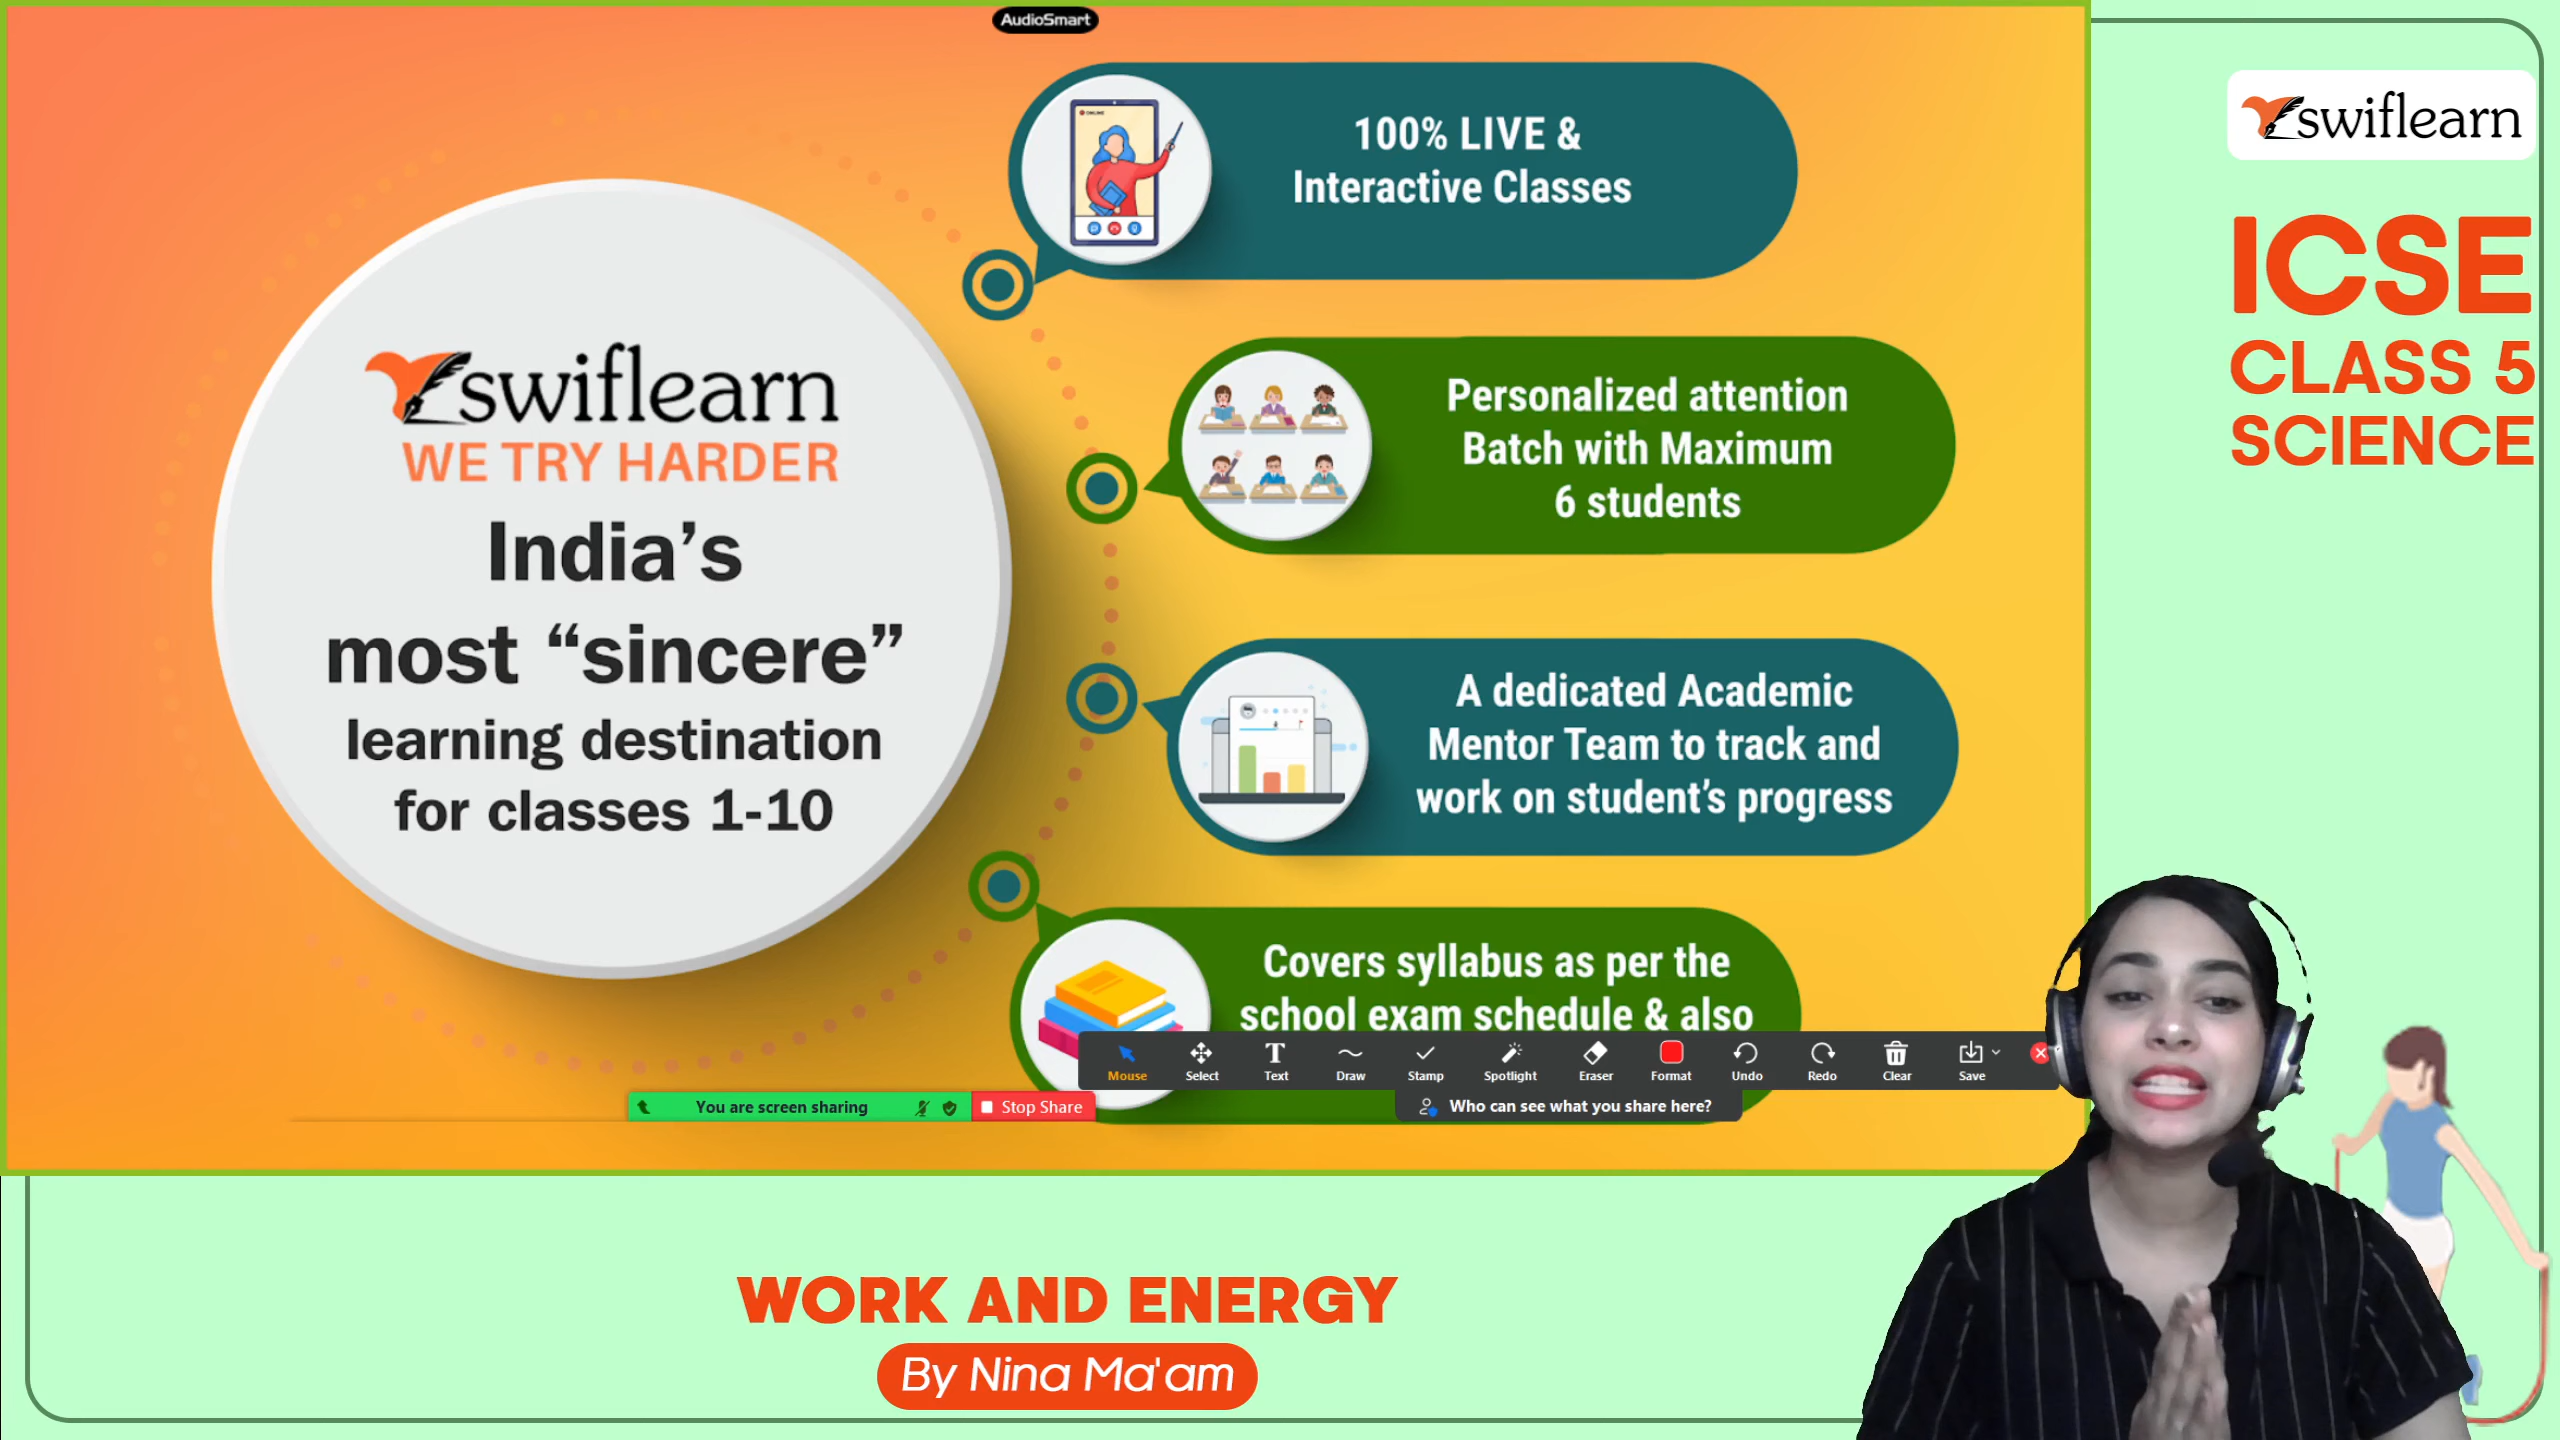 AudioSmart
swiflearn
WE TRY HARDER
India's
most “sincere”
learning destination
for classes 1-10
100% LIVE &
Interactive Classes
Personalized attention
Batch with Maximum
6 students
A dedicated Academic
Mentor Team to track and
work on student's progress
Covers syllabus as per the
school exam schedule & also
Mouse
Select
Text
Draw
Stamp
Spotlight
Eraser
Format
Undo
Redo
Clear
Save
You are screen sharing
Stop Share
Who can see what you share here?
swiflearn
ICSE
CLASS 5
SCIENCE
WORK AND ENERGY
By Nina Ma'am